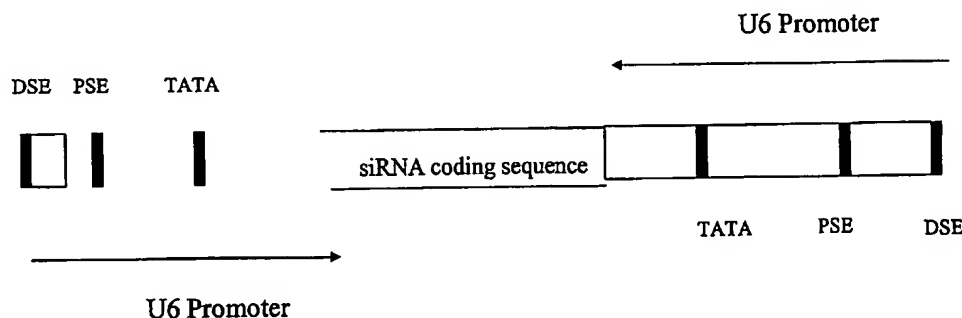 U6 Promoter
DSE PSE TATA
siRNA coding sequence
TATA PSE DSE
U6 Promoter